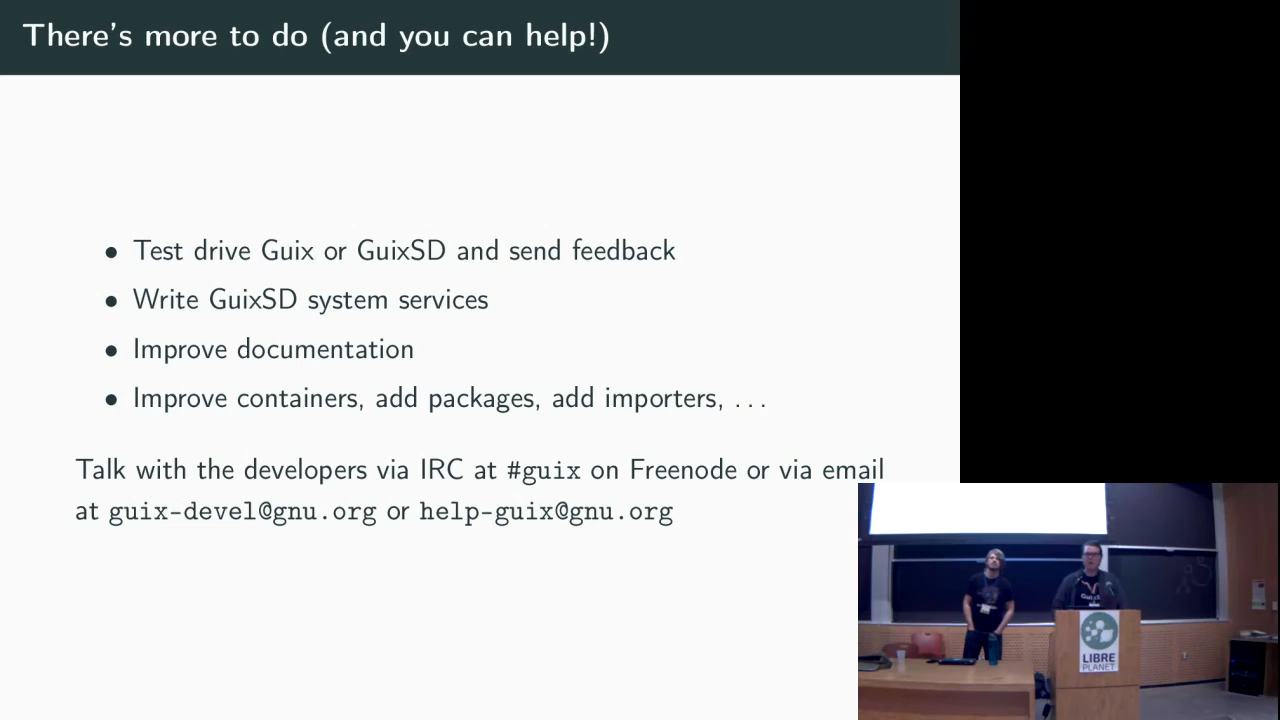 There's more to do (and you can help!)
• Test drive Guix or GuixSD and send feedback
• Write GuixSD system services
• Improve documentation
• Improve containers, add packages, add importers, ...
Talk with the developers via IRC at #guix on Freenode or via email
at guix-devel@gnu.org or help-guix@gnu.org
LIBRE
PLANET